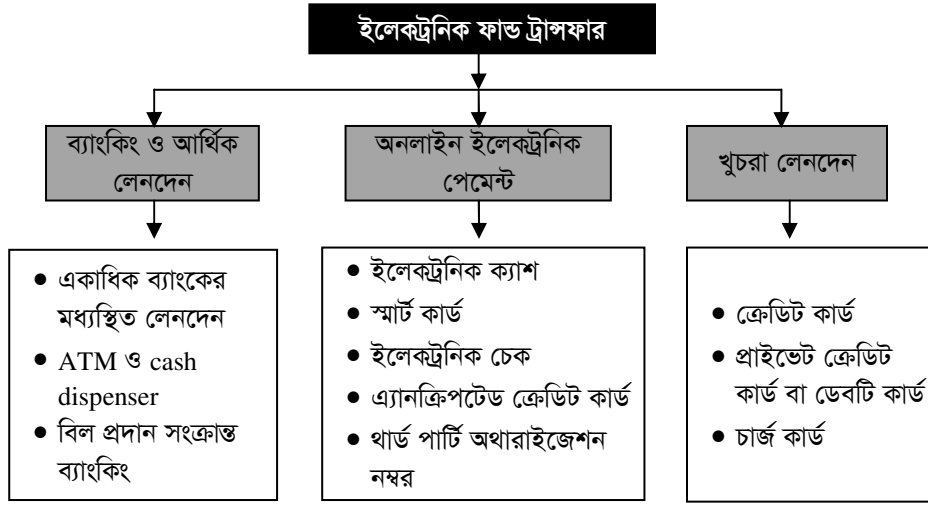 ইলেকট্রনিক ফান্ড ট্রান্সফার
ব্যাংকিং ও আর্থিক
লেনদেন
একাধিক ব্যাংকের
মধ্যস্থিত লেনদেন
ATM ও cash
dispenser
বিল প্রদান সংক্রান্ত
ব্যাংকিং
অনলাইন ইলেকট্রনিক
পেমেন্ট
ইলেকট্রনিক ক্যাশ
স্মার্ট কার্ড
ইলেকট্রনিক চেক
এ্যানক্রিপটেড ক্রেডিট কার্ড
থার্ড পার্টি অথারাইজেশন
নম্বর
খুচরা লেনদেন
ক্রেডিট কার্ড
প্রাইভেট ক্রেডিট
কার্ড বা ডেবটি কার্ড
চার্জ কার্ড